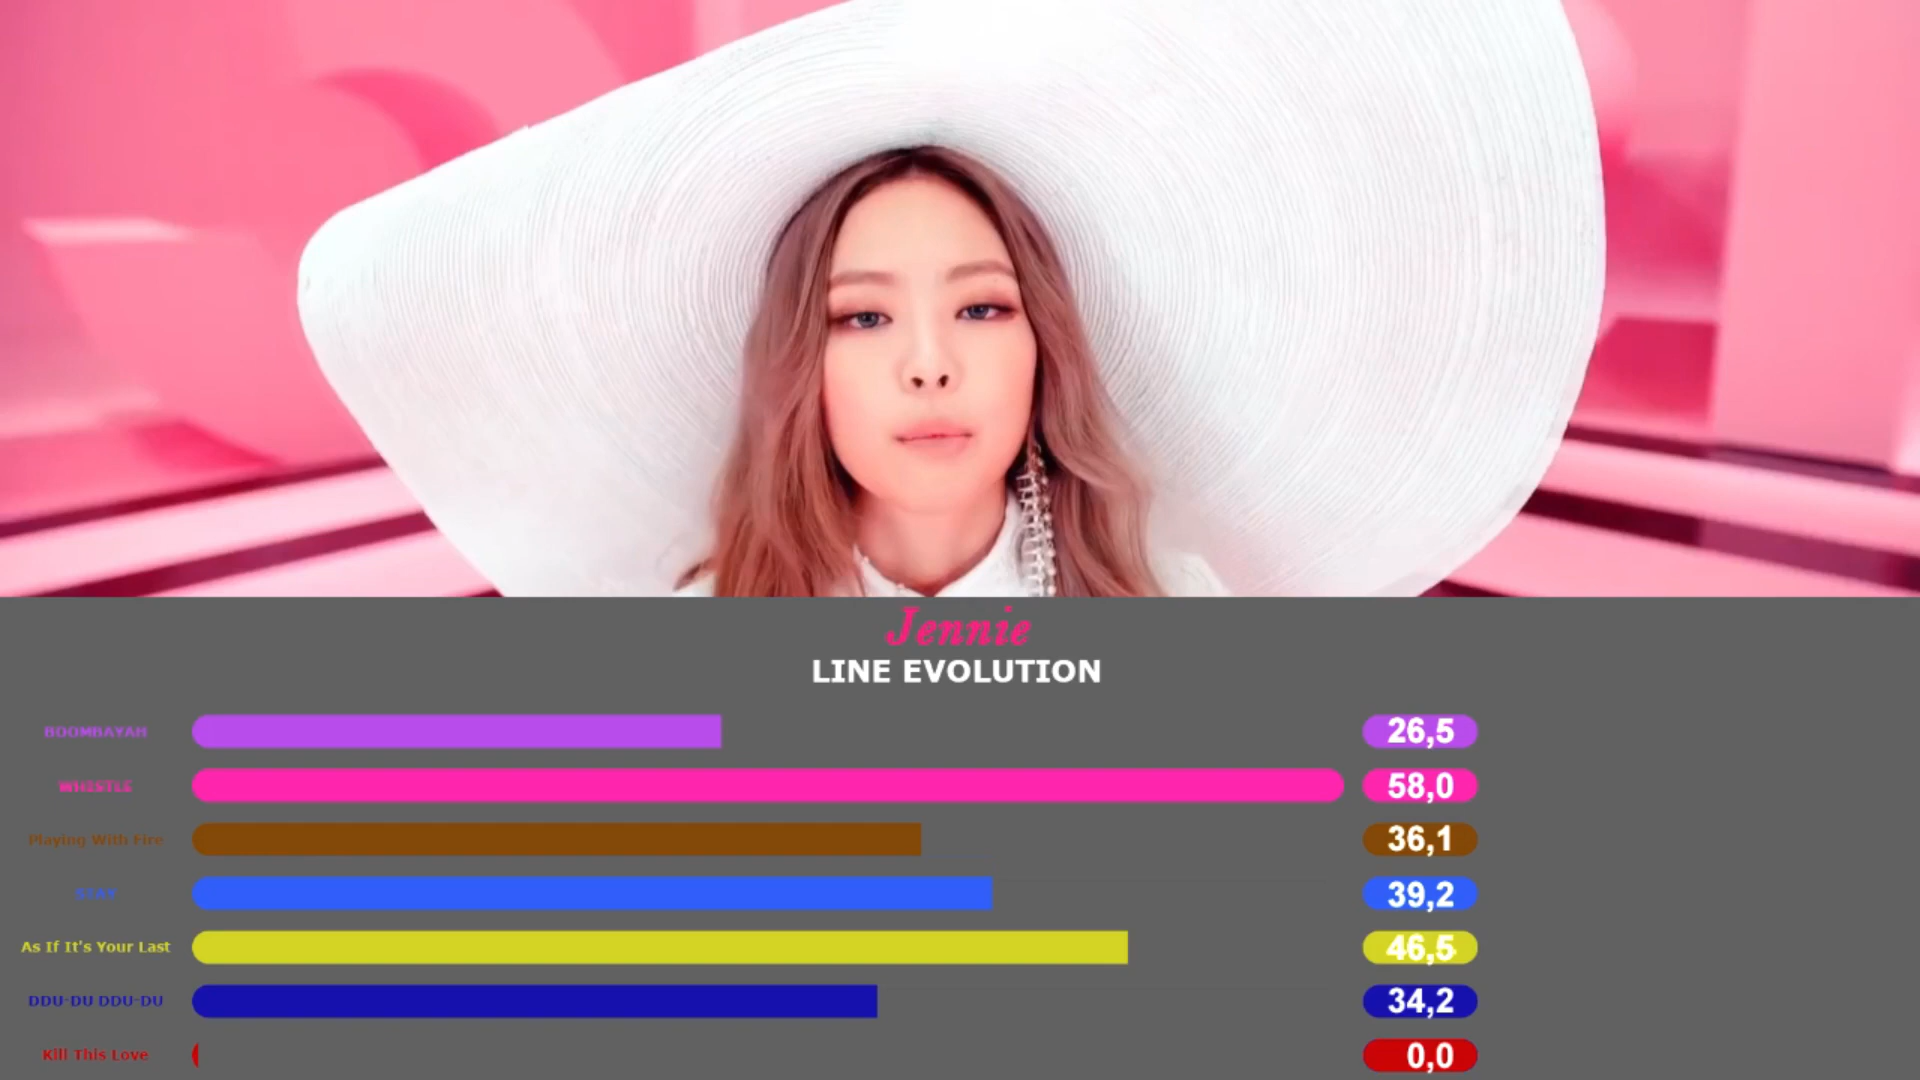 Jennie
LINE EVOLUTION
BOOMBAYAH 26,5
WHISTLE 58,0
Playing With Fire 36,1
STAY 39,2
As If It's Your Last 46,5
DDU-DU DDU-DU 34,2
Kill This Love 0,0